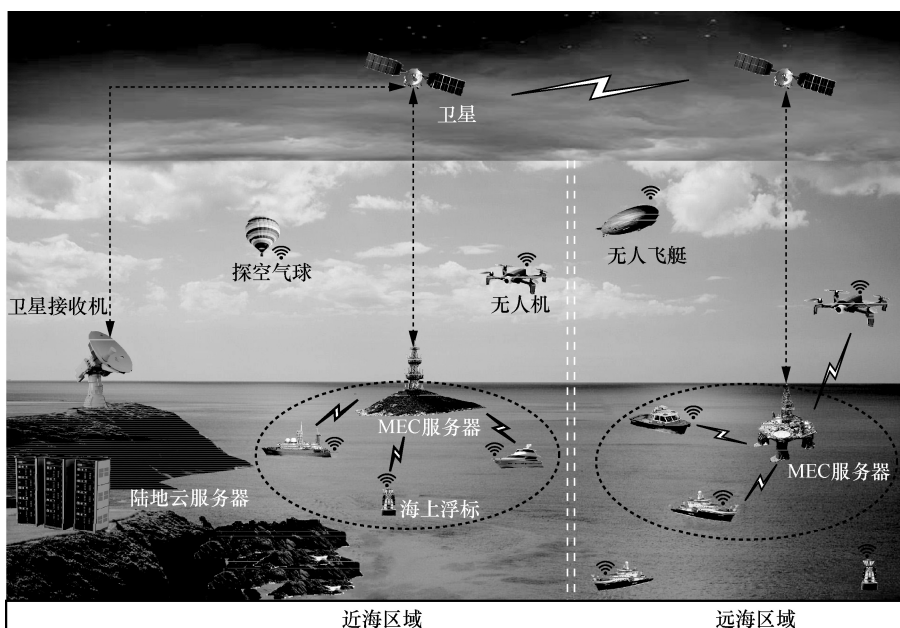 卫星
探空气球
无人飞艇
无人机
卫星接收机
MEC服务器
MEC服务器
陆地云服务器
海上浮标
近海区域
远海区域